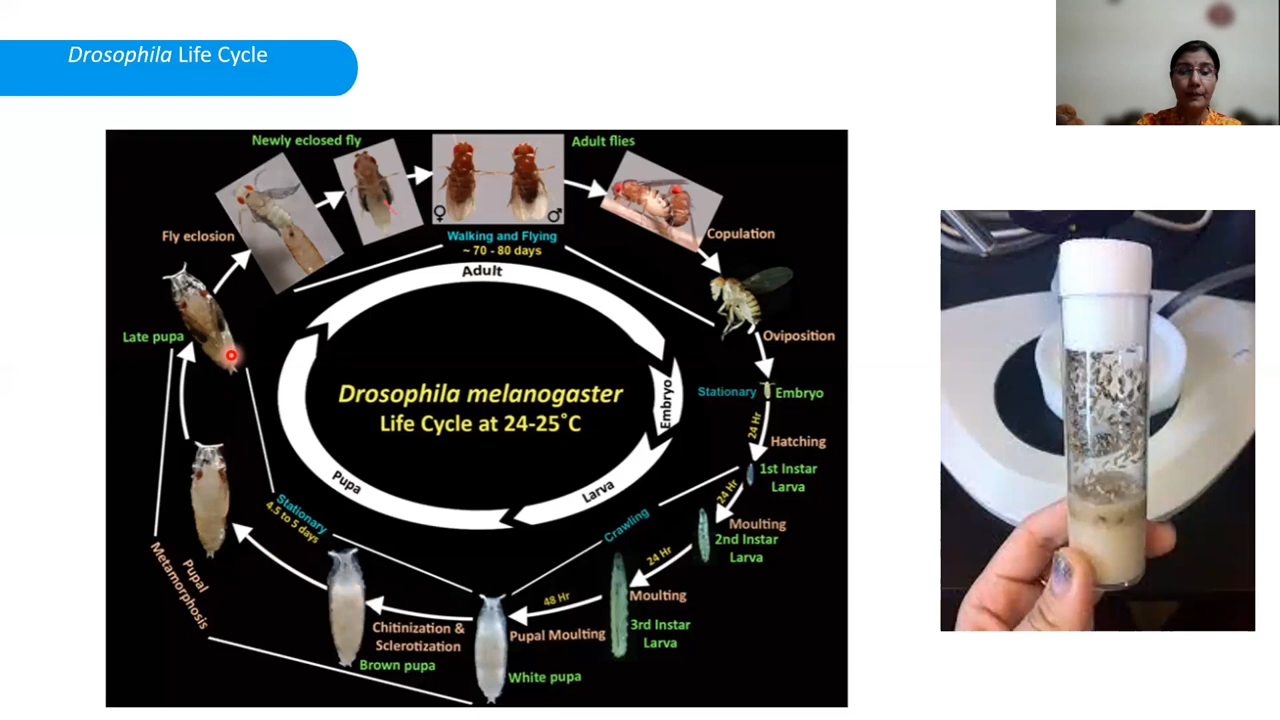 Drosophila Life Cycle
Newly eclosed fly
Adult flies
♀
♂
Fly eclosion
Walking and Flying
~ 70 - 80 days
Copulation
Adult
Late pupa
Oviposition
Drosophila melanogaster
Life Cycle at 24-25˚C
Embryo
Stationary
Embryo
24 Hr
Hatching
1st Instar
Larva
24 Hr
Pupa
Larva
Stationary
4.5 to 5 days
Crawling
Moulting
2nd Instar
Larva
24 Hr
Pupal
Metamorphosis
Moulting
48 Hr
3rd Instar
Larva
Chitinization &
Sclerotization
Pupal Moulting
Brown pupa
White pupa